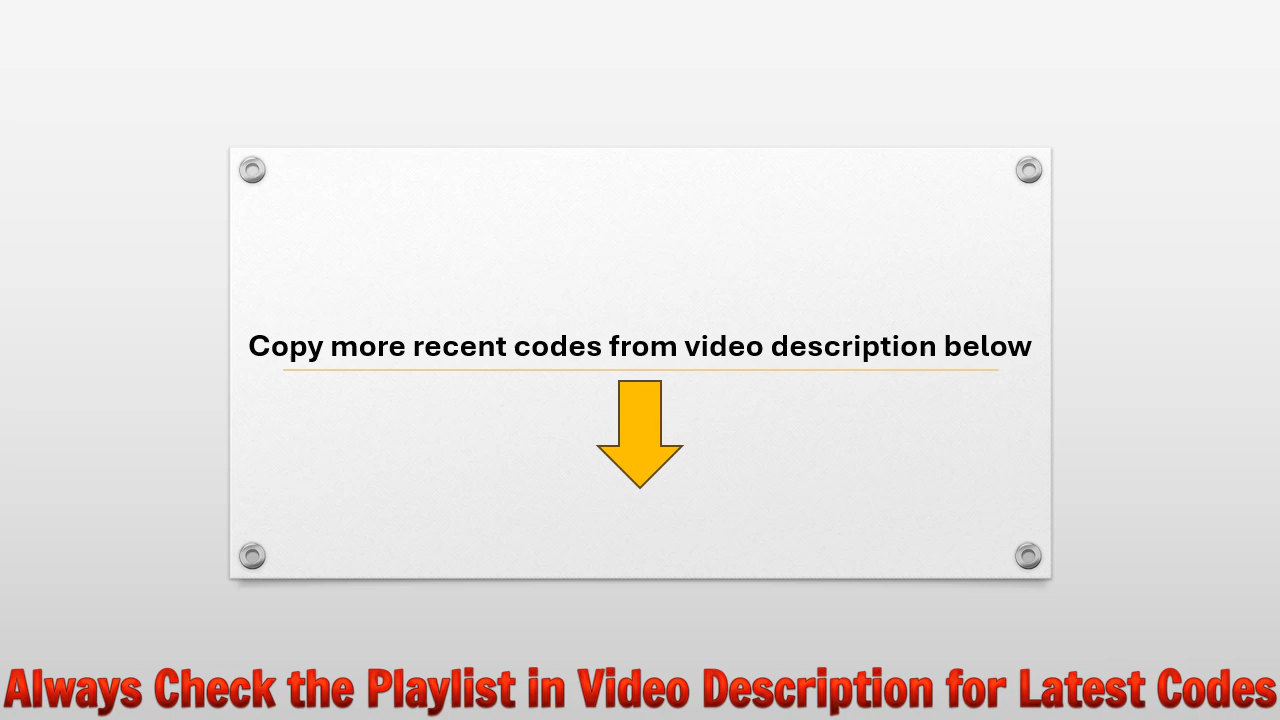 Copy more recent codes from video description below
Always Check the Playlist in Video Description for Latest Codes